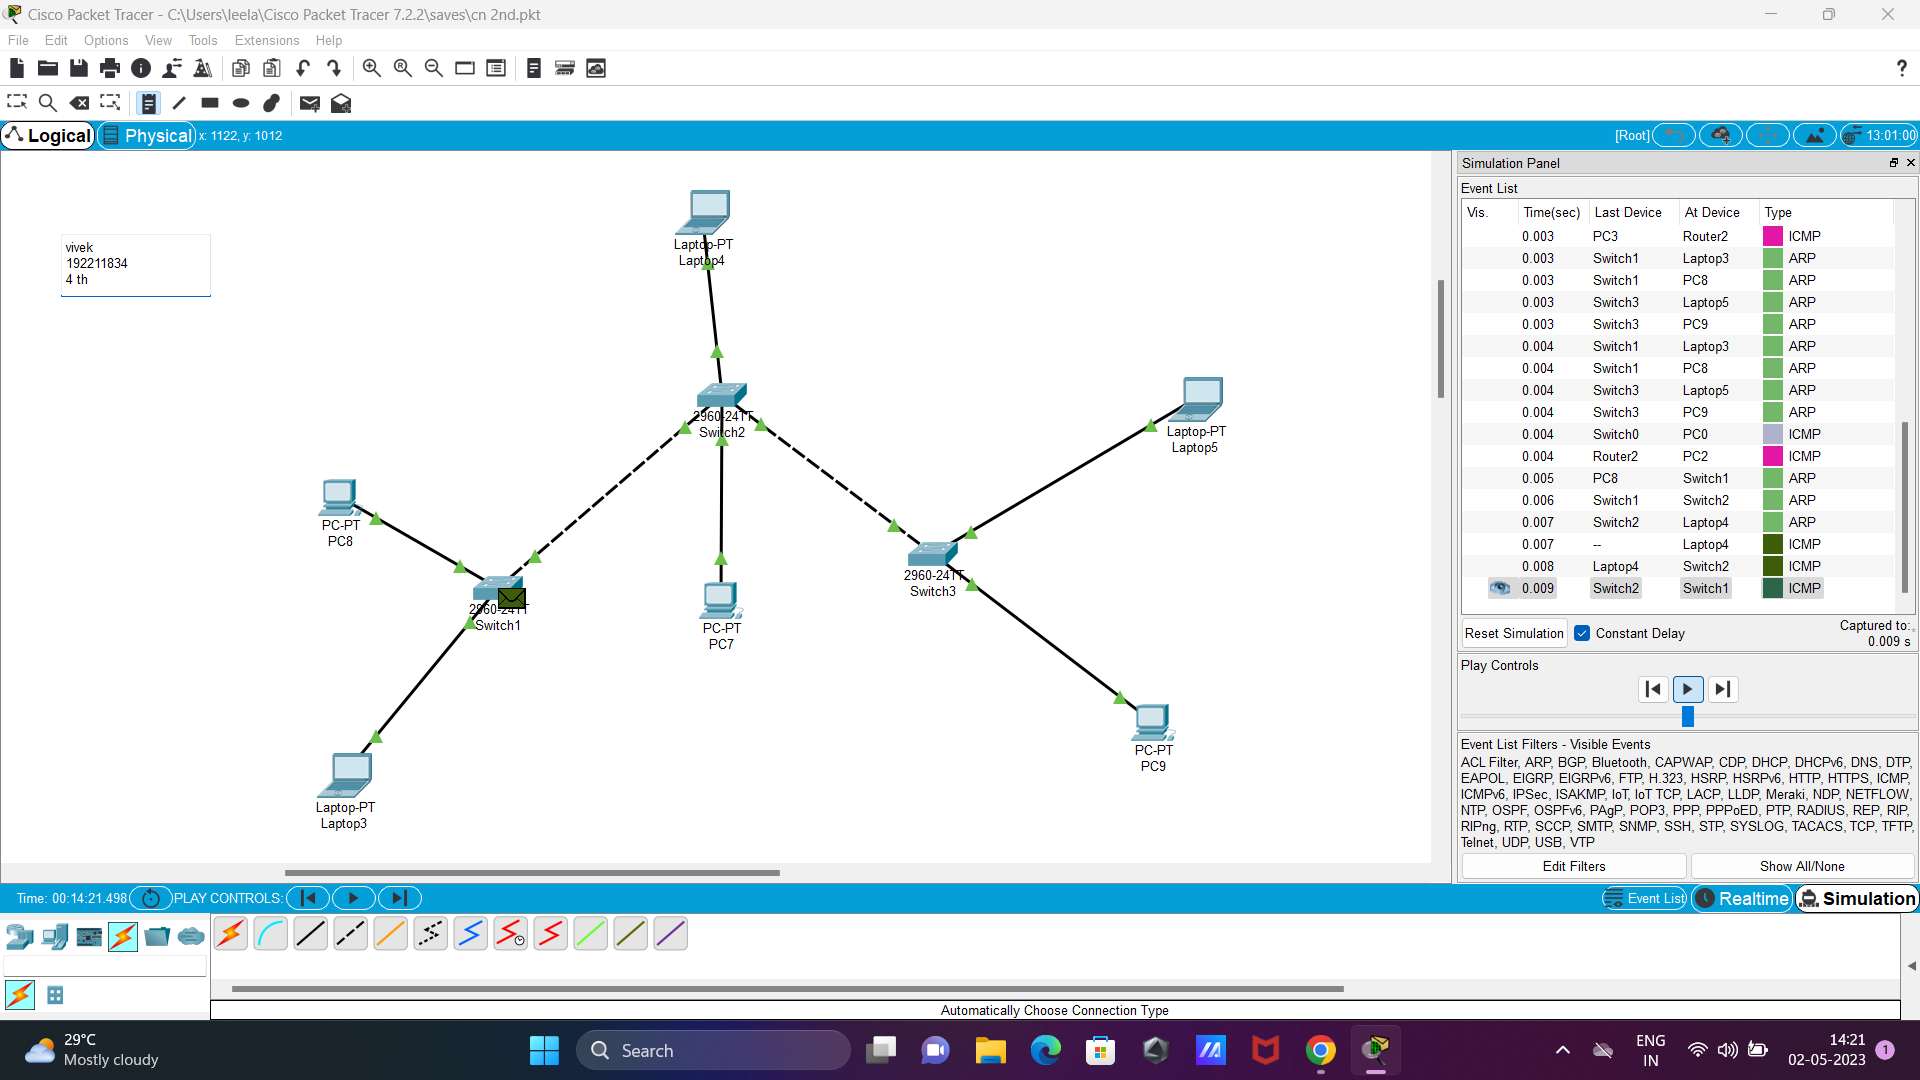 Cisco Packet Tracer - C:\Users\leela\Cisco Packet Tracer 7.2.2\saves\cn 2nd.pkt
File Edit Options View Tools Extensions Help
?
Logical Physical x: 1122, y: 1012 [Root] 13:01:00
vivek
192211834
4 th
Laptop-PT
Laptop4
2960-24TT
Switch2
Laptop-PT
Laptop5
PC-PT
PC8
2960-24TT
Switch1
PC-PT
PC7
2960-24TT
Switch3
PC-PT
PC9
Laptop-PT
Laptop3
Simulation Panel
Event List
Vis. Time(sec) Last Device At Device Type
0.003 PC3 Router2 ICMP
0.003 Switch1 Laptop3 ARP
0.003 Switch1 PC8 ARP
0.003 Switch3 Laptop5 ARP
0.003 Switch3 PC9 ARP
0.004 Switch1 Laptop3 ARP
0.004 Switch1 PC8 ARP
0.004 Switch3 Laptop5 ARP
0.004 Switch3 PC9 ARP
0.004 Switch0 PC0 ICMP
0.004 Router2 PC2 ICMP
0.005 PC8 Switch1 ARP
0.006 Switch1 Switch2 ARP
0.007 Switch2 Laptop4 ARP
0.007 -- Laptop4 ICMP
0.008 Laptop4 Switch2 ICMP
0.009 Switch2 Switch1 ICMP
Reset Simulation Constant Delay Captured to:
0.009 s
Play Controls
Event List Filters - Visible Events
ACL Filter, ARP, BGP, Bluetooth, CAPWAP, CDP, DHCP, DHCPv6, DNS, DTP,
EAPOL, EIGRP, EIGRPv6, FTP, H.323, HSRP, HSRPv6, HTTP, HTTPS, ICMP,
ICMPv6, IPSec, ISAKMP, IoT, IoT TCP, LACP, LLDP, Meraki, NDP, NETFLOW,
NTP, OSPF, OSPFv6, PAgP, POP3, PPP, PPPoED, PTP, RADIUS, REP, RIP,
RIPng, RTP, SCCP, SMTP, SNMP, SSH, STP, SYSLOG, TACACS, TCP, TFTP,
Telnet, UDP, USB, VTP
Edit Filters Show All/None
Time: 00:14:21.498 PLAY CONTROLS: Event List Realtime Simulation
Automatically Choose Connection Type
29°C
Mostly cloudy
Search
ENG
IN
14:21
02-05-2023
1